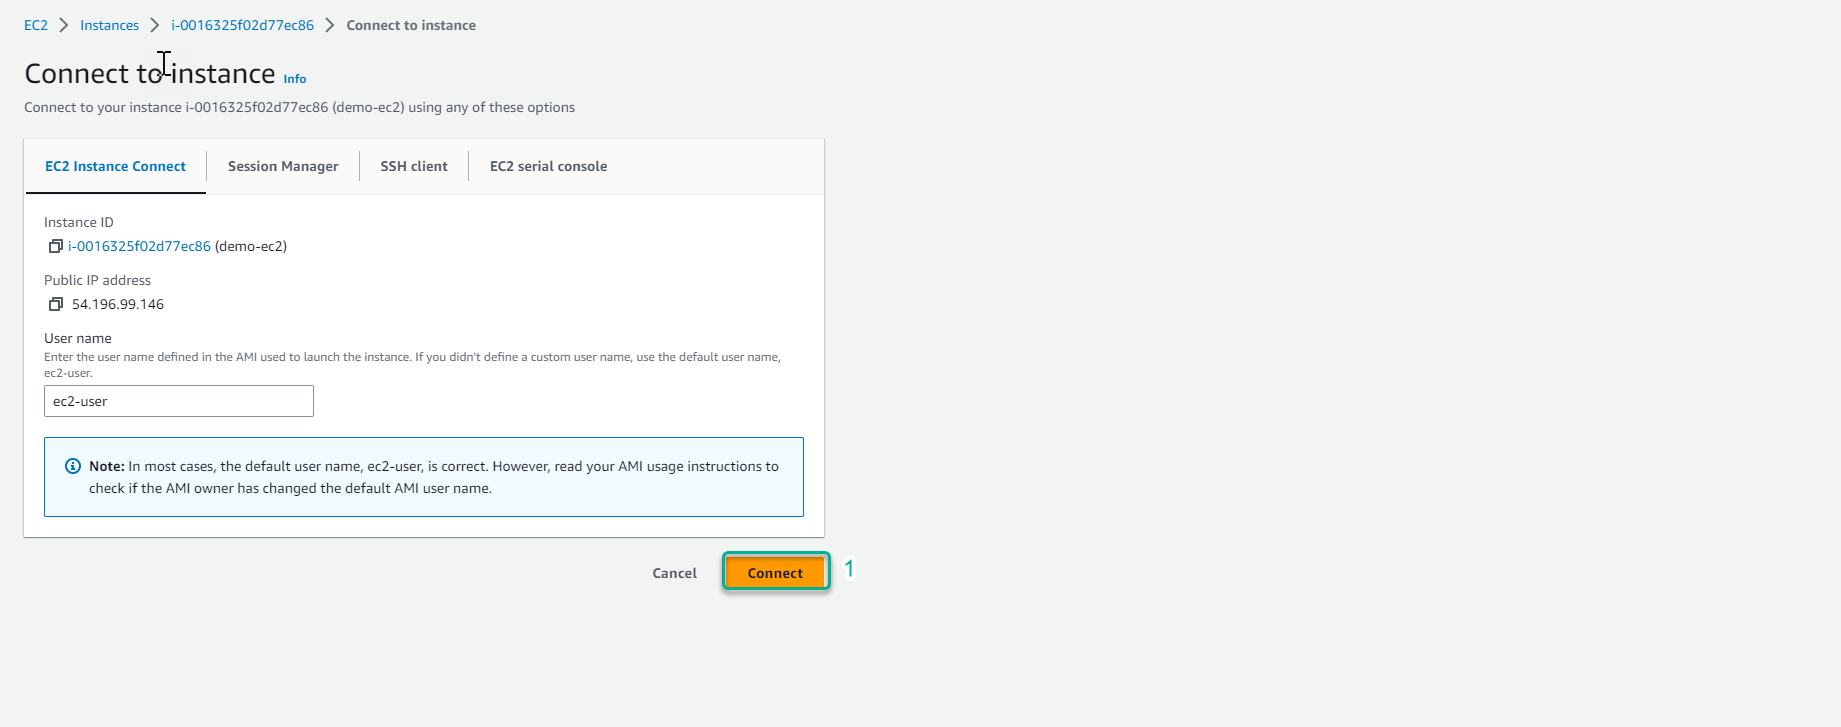 EC2 Instances i-0016325f02d77ec86 Connect to instance
Connect to instance Info
Connect to your instance i-0016325f02d77ec86 (demo-ec2) using any of these options
EC2 Instance Connect Session Manager SSH client EC2 serial console
Instance ID
i-0016325f02d77ec86 (demo-ec2)
Public IP address
54.196.99.146
User name
Enter the user name defined in the AMI used to launch the instance. If you didn't define a custom user name, use the default user name,
ec2-user.
ec2-user
Note: In most cases, the default user name, ec2-user, is correct. However, read your AMI usage instructions to
check if the AMI owner has changed the default AMI user name.
Cancel Connect 1